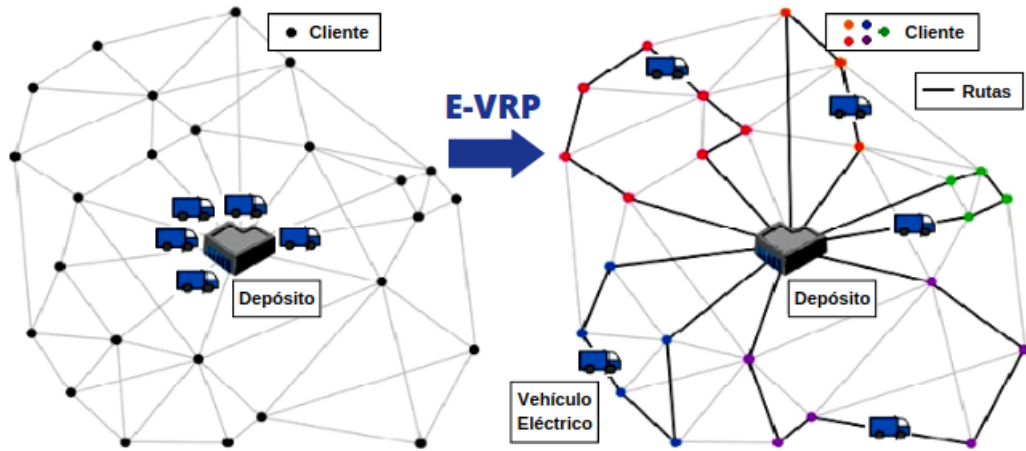 Cliente
Depósito
E-VRP
Cliente
Rutas
Depósito
Vehículo
Eléctrico